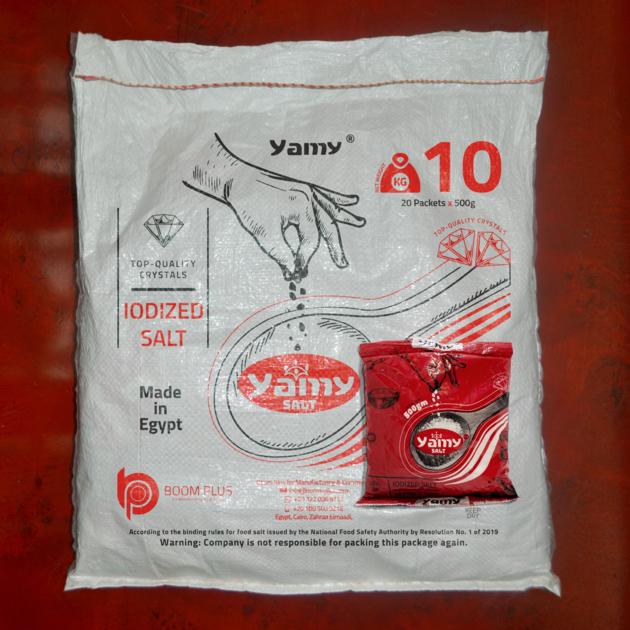 Yamy ®
NET WEIGHT
KG
10
20 Packets x 500g
TOP-QUALITY CRYSTALS
TOP-QUALITY
CRYSTALS
IODIZED
SALT
Yamy
SALT
Made
in
Egypt
500gm
Yamy
SALT
IODIZED SALT
Yamy
BOOM PLUS
Egypt, Cairo, Zahraa
KEEP
DRY
According to the binding rules for food salt issued by the National Food Safety Authority by Resolution No. 1 of 2019
Warning: Company is not responsible for packing this package again.